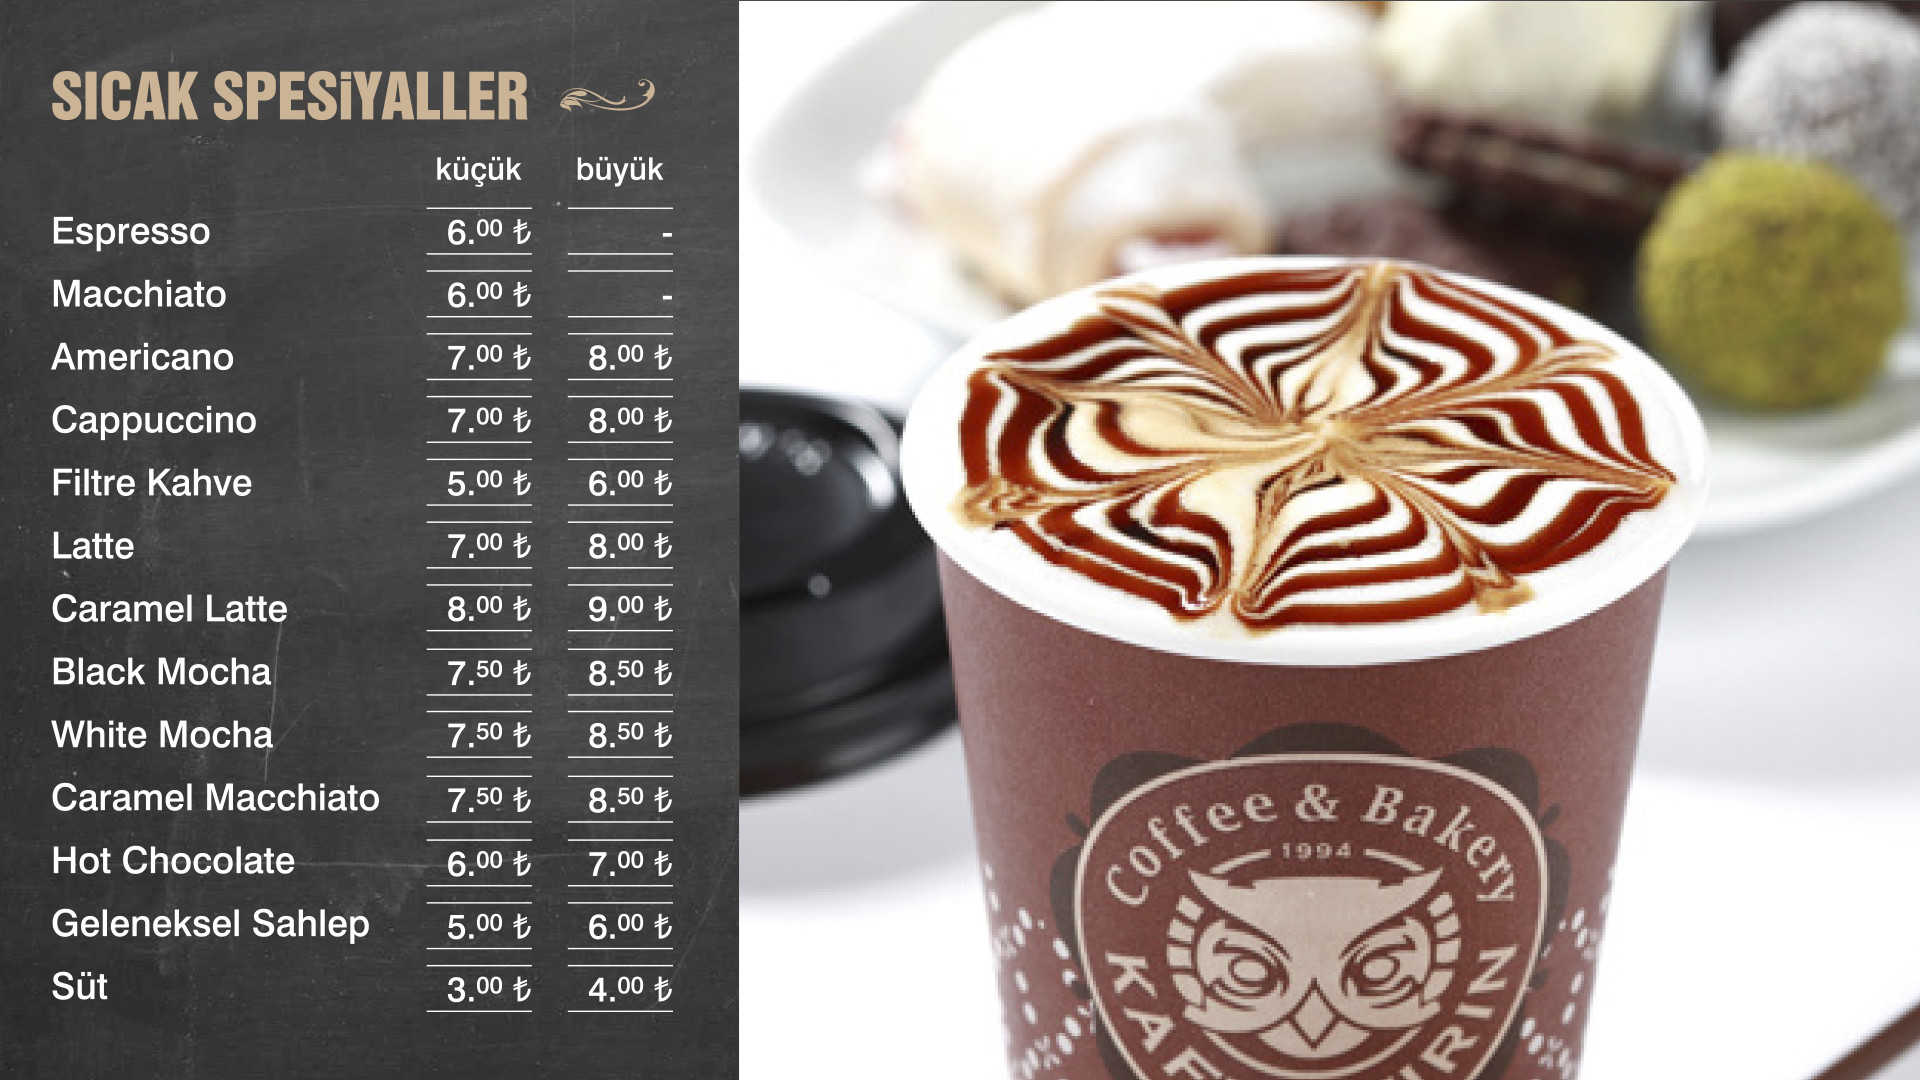 SICAK SPESiYALLER
küçük büyük
Espresso 6.00 ₺ -
Macchiato 6.00 ₺ -
Americano 7.00 ₺ 8.00 ₺
Cappuccino 7.00 ₺ 8.00 ₺
Filtre Kahve 5.00 ₺ 6.00 ₺
Latte 7.00 ₺ 8.00 ₺
Caramel Latte 8.00 ₺ 9.00 ₺
Black Mocha 7.50 ₺ 8.50 ₺
White Mocha 7.50 ₺ 8.50 ₺
Caramel Macchiato 7.50 ₺ 8.50 ₺
Hot Chocolate 6.00 ₺ 7.00 ₺
Geleneksel Sahlep 5.00 ₺ 6.00 ₺
Süt 3.00 ₺ 4.00 ₺
Coffee & Bakery
1994